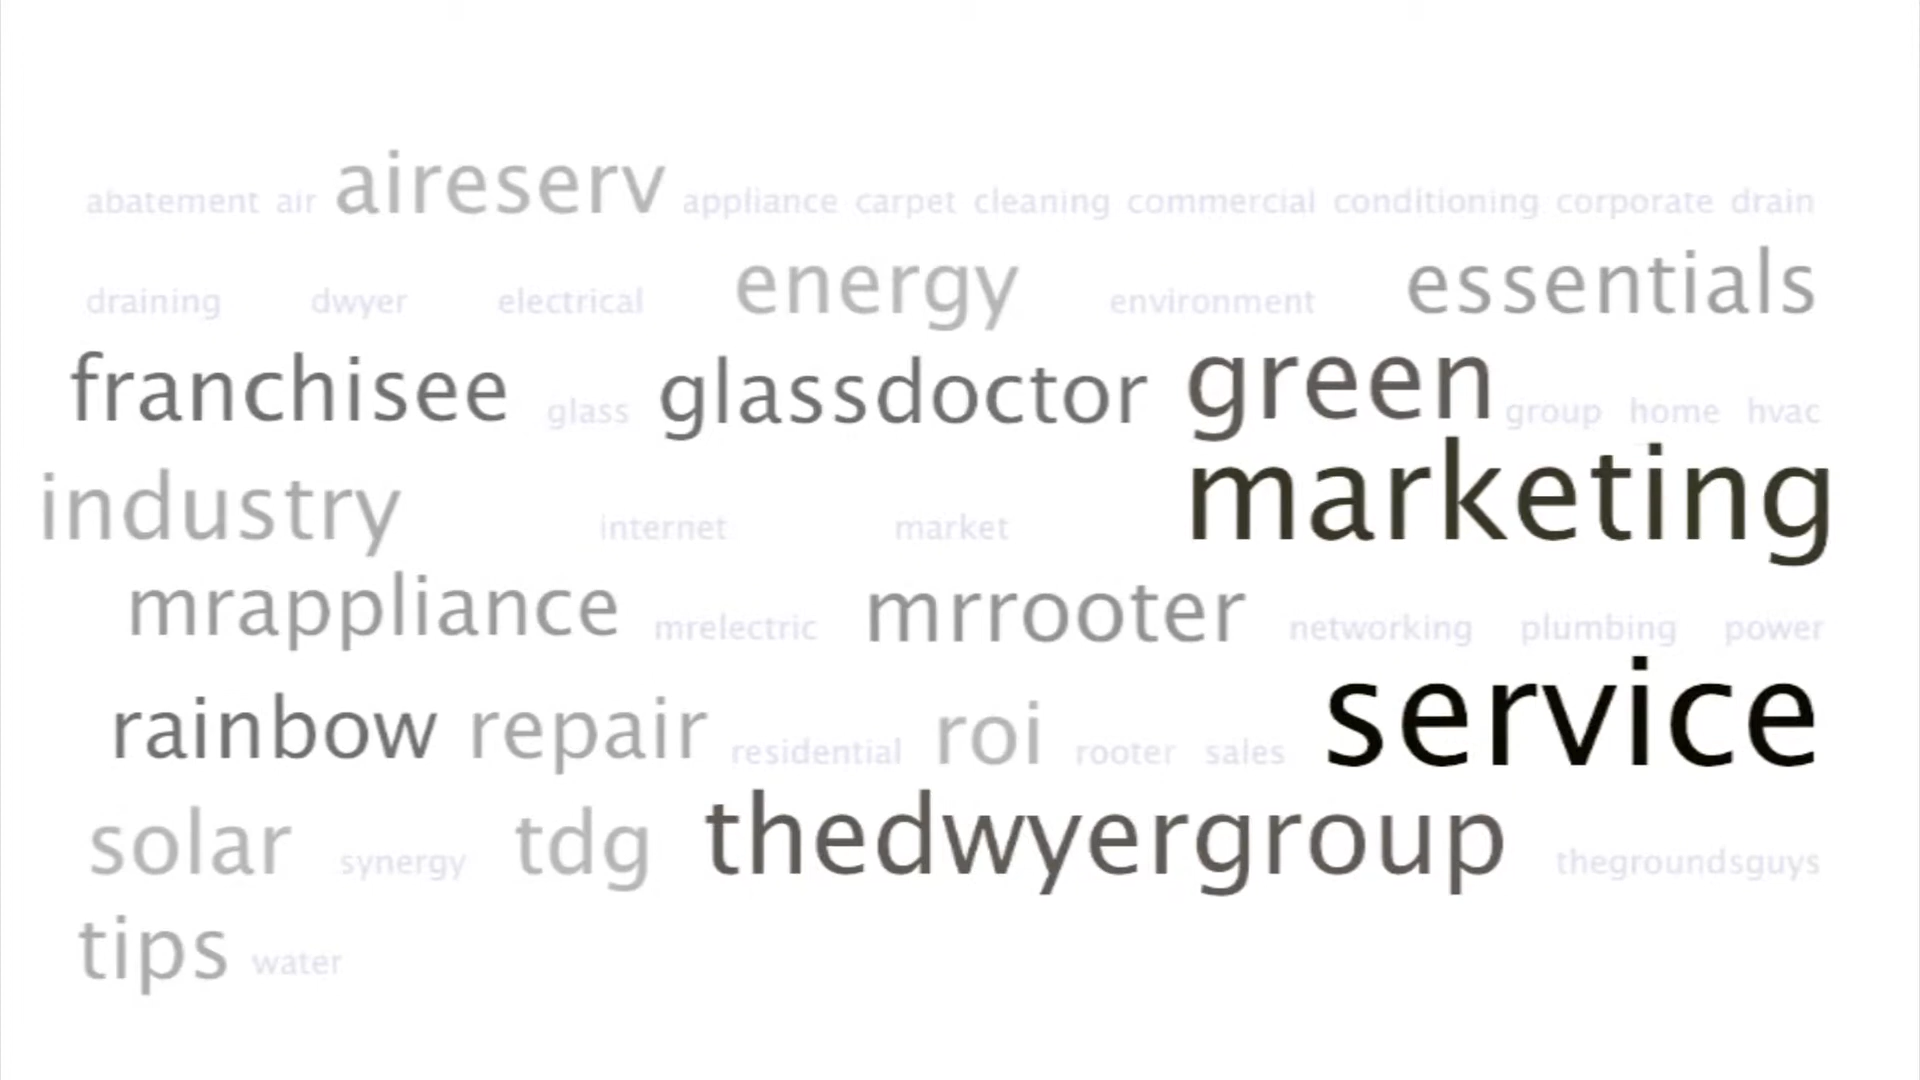 abatement air aireserv appliance carpet cleaning commercial conditioning corporate drain
draining dwyer electrical energy environment essentials
franchisee glass glassdoctor green group home hvac
industry internet market marketing
mrappliance mrelectric mrrooter networking plumbing power
rainbow repair residential roi rooter sales service
solar synergy tdg thedwyergroup thegroundsguys
tips water